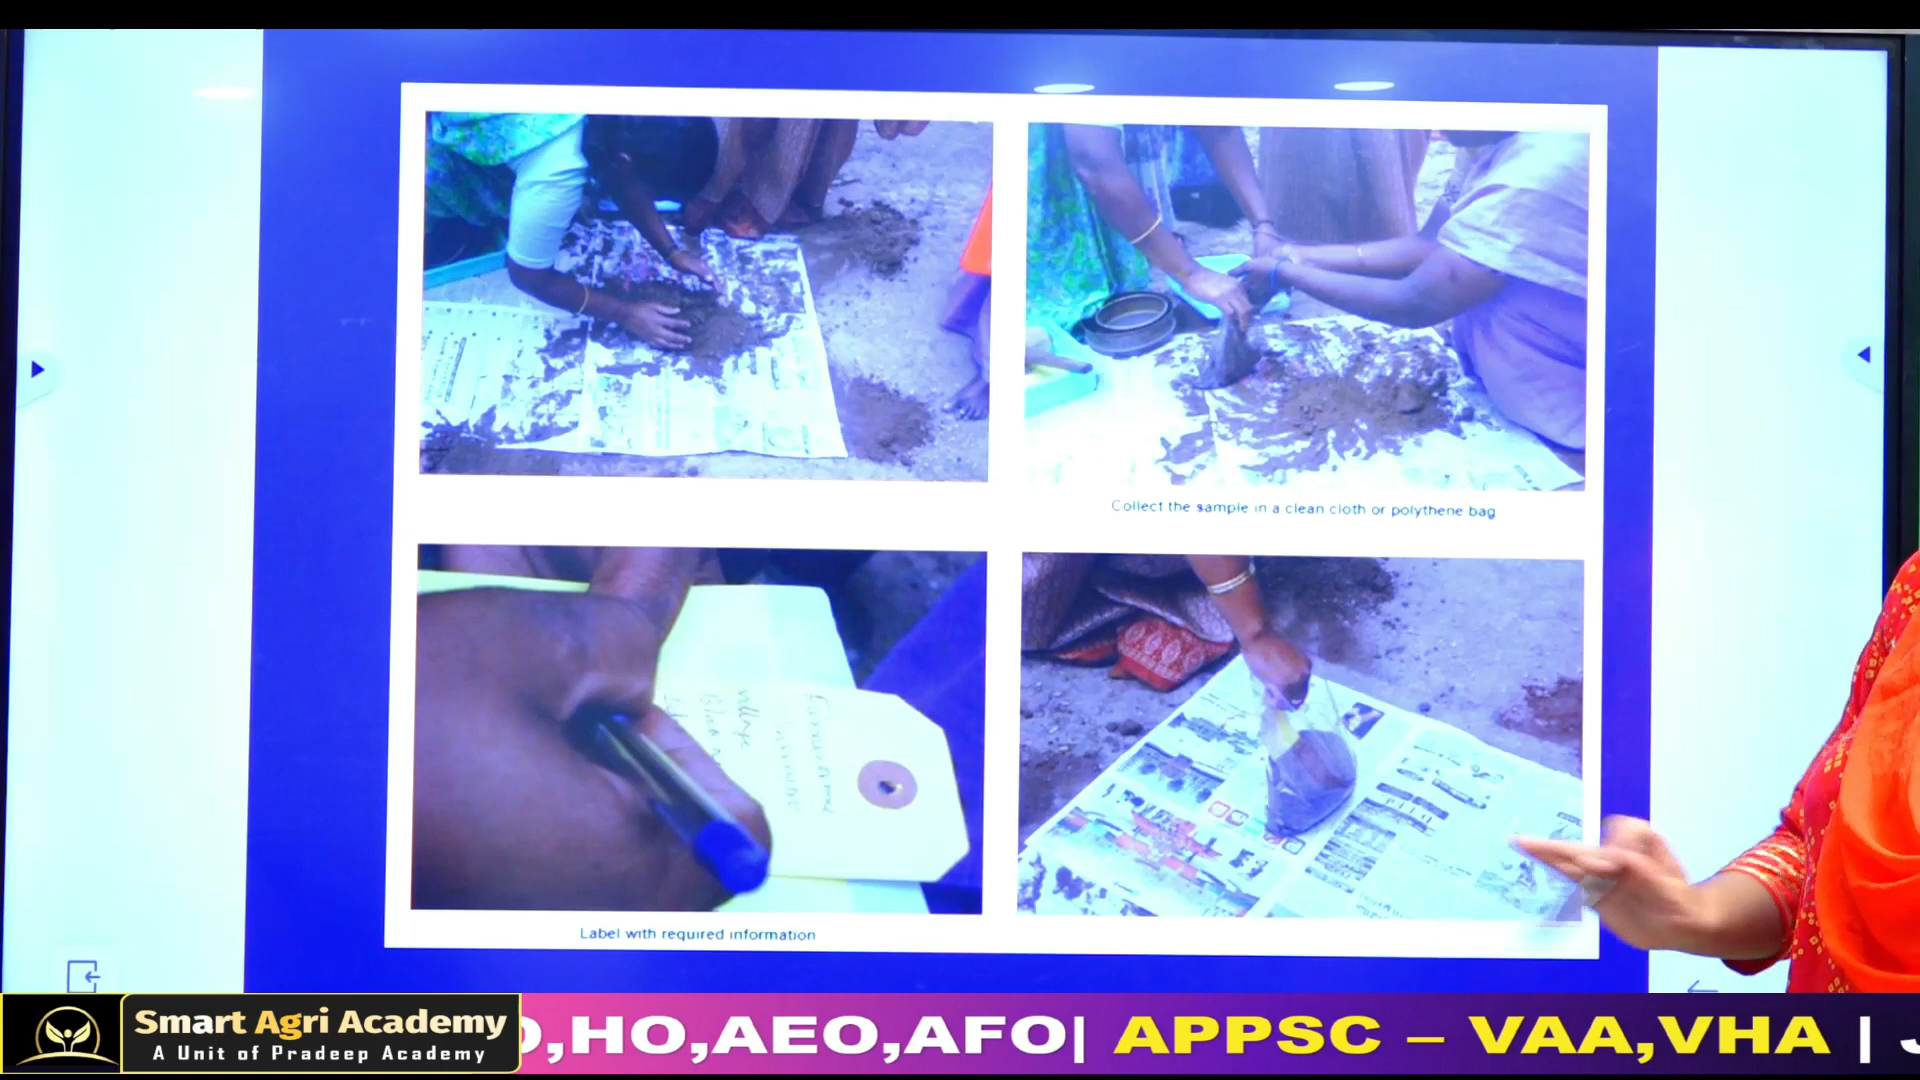 Collect the sample in a clean cloth or polythene bag
Village
Label with required information
Smart Agri Academy
A Unit of Pradeep Academy
,HO,AEO,AFO| APPSC – VAA,VHA |